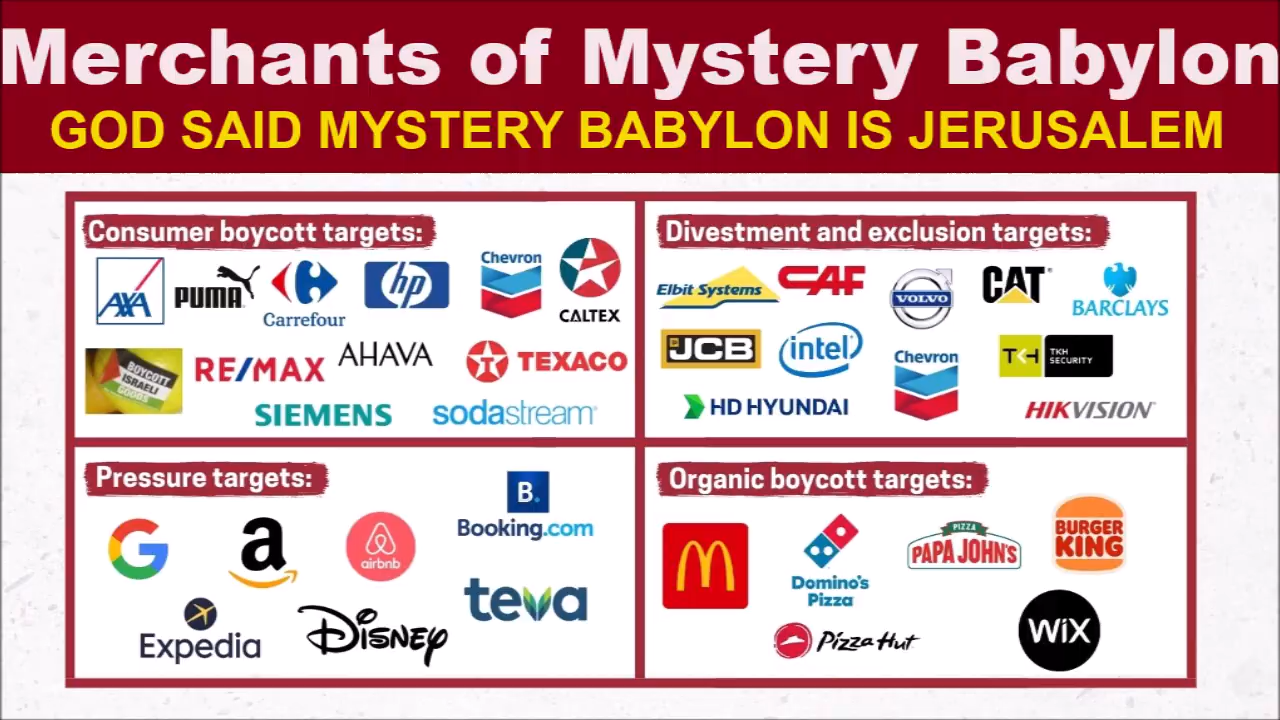 Merchants of Mystery Babylon
GOD SAID MYSTERY BABYLON IS JERUSALEM
Consumer boycott targets:
AXA
PUMA
Carrefour
hp
Chevron
CALTEX
BOYCOTT
ISRAELI
GOODS
RE/MAX
AHAVA
TEXACO
SIEMENS
sodastream
Divestment and exclusion targets:
Elbit Systems
CAF
VOLVO
CAT
BARCLAYS
JCB
intel
Chevron
TKH
TKH
SECURITY
HD HYUNDAI
HIKVISION
Pressure targets:
G
a
airbnb
B.
Booking.com
Expedia
Disney
teva
Organic boycott targets:
M
Domino's
Pizza
PIZZA
PAPA JOHN'S
BURGER
KING
Pizza Hut
WiX